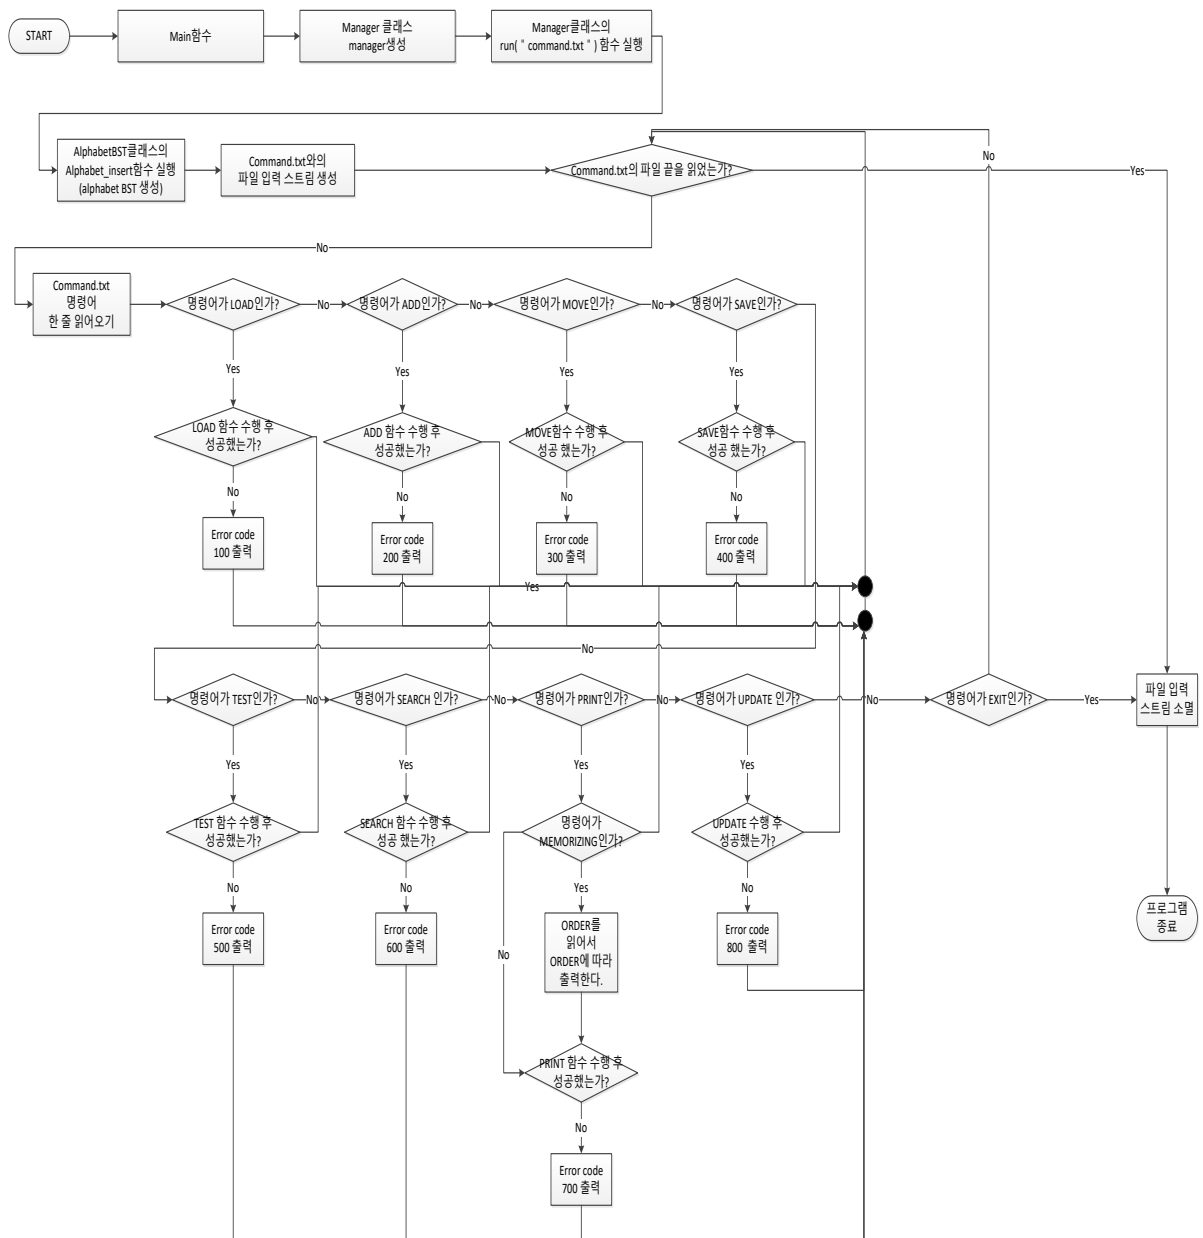 START
Main함수
Manager 클래스
manager생성
Manager클래스의
run( " command.txt " ) 함수 실행
AlphabetBST클래스의
Alphabet_insert함수 실행
(alphabet BST 생성)
Command.txt와의
파일 입력 스트림 생성
Command.txt의 파일 끝을 읽었는가?
No
Yes
No
Command.txt
명령어
한 줄 읽어오기
명령어가 LOAD인가?
No
명령어가 ADD인가?
No
명령어가 MOVE인가?
No
명령어가 SAVE인가?
Yes
Yes
Yes
Yes
LOAD 함수 수행 후
성공했는가?
ADD 함수 수행 후
성공했는가?
MOVE함수 수행 후
성공 했는가?
SAVE함수 수행 후
성공 했는가?
No
No
No
No
Error code
100 출력
Error code
200 출력
Error code
300 출력
Error code
400 출력
Yes
No
명령어가 TEST인가?
No
명령어가 SEARCH 인가?
No
명령어가 PRINT인가?
No
명령어가 UPDATE 인가?
No
명령어가 EXIT인가?
Yes
파일 입력
스트림 소멸
Yes
Yes
Yes
Yes
TEST 함수 수행 후
성공했는가?
SEARCH 함수 수행 후
성공 했는가?
명령어가
MEMORIZING인가?
UPDATE 수행 후
성공했는가?
No
No
Yes
No
Error code
500 출력
Error code
600 출력
No
ORDER를
읽어서
ORDER에 따라
출력한다.
Error code
800 출력
프로그램
종료
PRINT 함수 수행 후
성공했는가?
No
Error code
700 출력